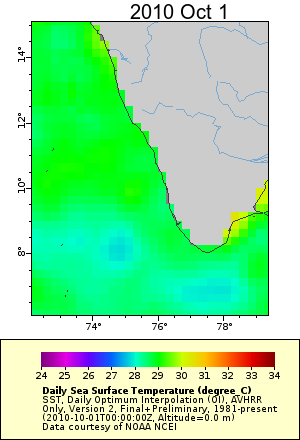 2010 Oct 1
14°
12°
10°
8°
74° 76° 78°
24 25 26 27 28 29 30 31 32 33 34
Daily Sea Surface Temperature (degree_C)
SST, Daily Optimum Interpolation (OI), AVHRR
Only, Version 2, Final+Preliminary, 1981-present
(2010-10-01T00:00:00Z, Altitude=0.0 m)
Data courtesy of NOAA NCEI